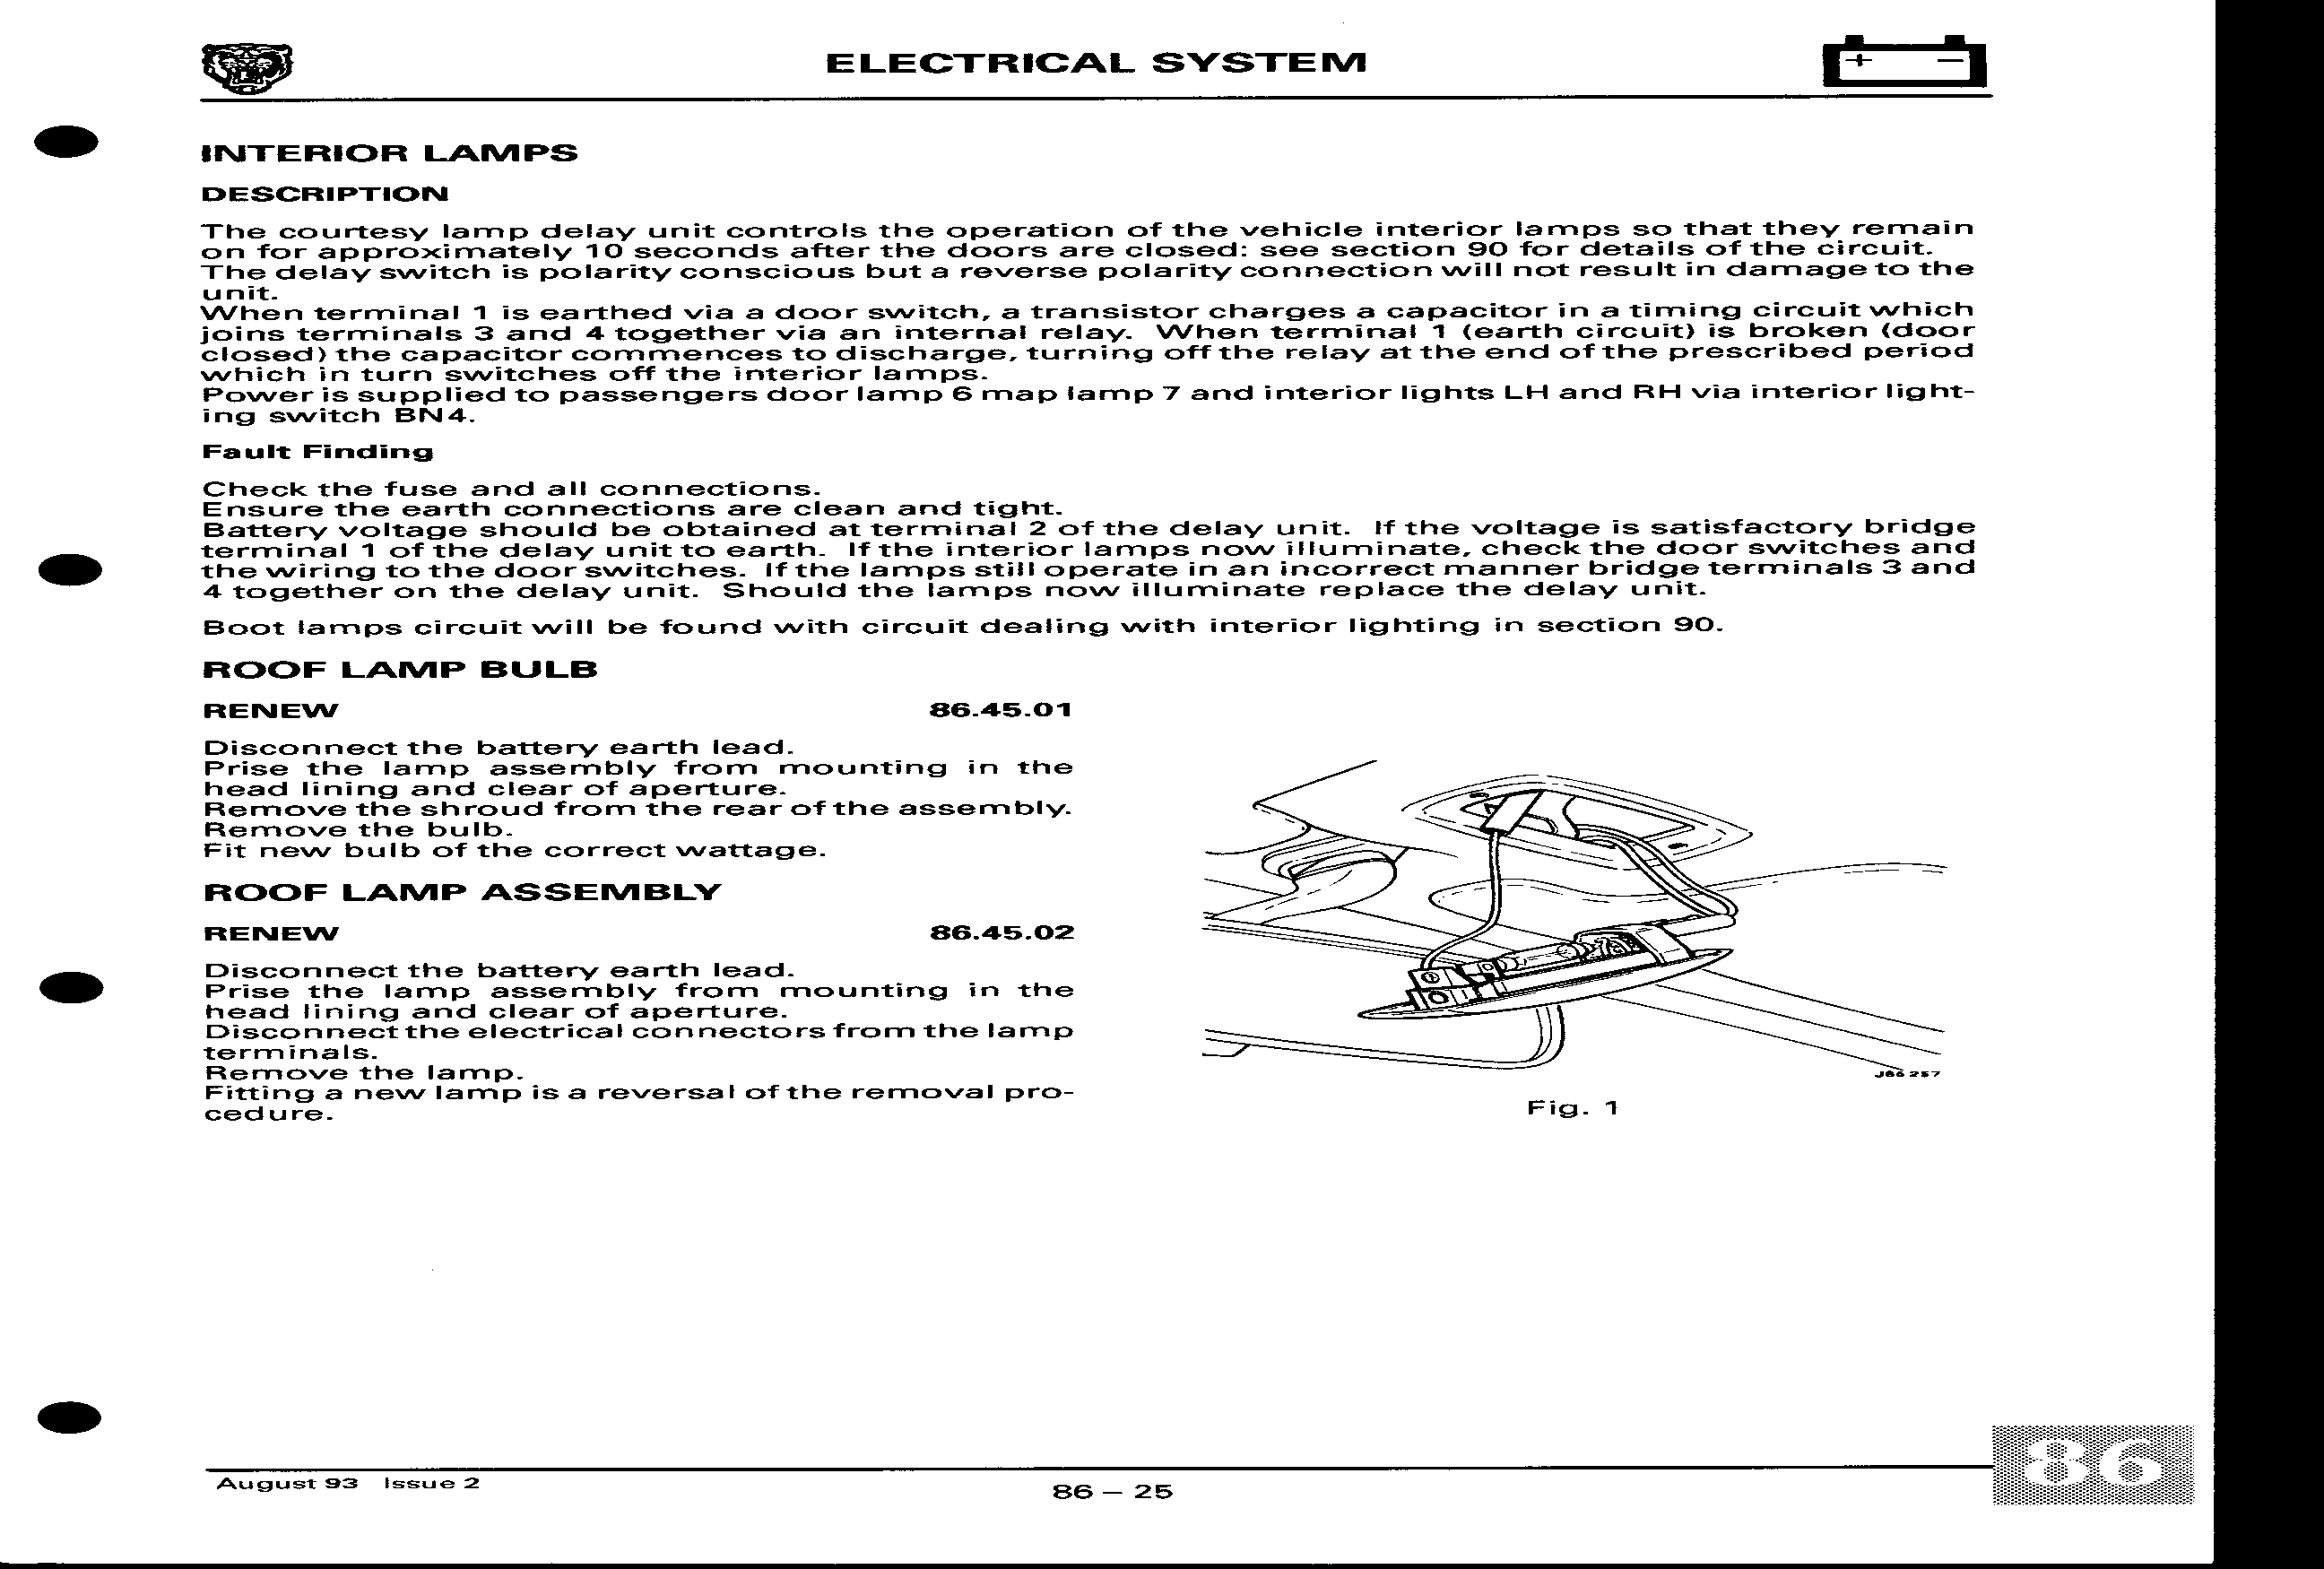 ELECTRICAL SYSTEM
+ −
INTERIOR LAMPS
DESCRIPTION
The courtesy lamp delay unit controls the operation of the vehicle interior lamps so that they remain
on for approximately 10 seconds after the doors are closed: see section 90 for details of the circuit.
The delay switch is polarity conscious but a reverse polarity connection will not result in damage to the
unit.
When terminal 1 is earthed via a door switch, a transistor charges a capacitor in a timing circuit which
joins terminals 3 and 4 together via an internal relay. When terminal 1 (earth circuit) is broken (door
closed) the capacitor commences to discharge, turning off the relay at the end of the prescribed period
which in turn switches off the interior lamps.
Power is supplied to passengers door lamp 6 map lamp 7 and interior lights LH and RH via interior light-
ing switch BN4.
Fault Finding
Check the fuse and all connections.
Ensure the earth connections are clean and tight.
Battery voltage should be obtained at terminal 2 of the delay unit. If the voltage is satisfactory bridge
terminal 1 of the delay unit to earth. If the interior lamps now illuminate, check the door switches and
the wiring to the door switches. If the lamps still operate in an incorrect manner bridge terminals 3 and
4 together on the delay unit. Should the lamps now illuminate replace the delay unit.
Boot lamps circuit will be found with circuit dealing with interior lighting in section 90.
ROOF LAMP BULB
RENEW 86.45.01
Disconnect the battery earth lead.
Prise the lamp assembly from mounting in the
head lining and clear of aperture.
Remove the shroud from the rear of the assembly.
Remove the bulb.
Fit new bulb of the correct wattage.
ROOF LAMP ASSEMBLY
RENEW 86.45.02
Disconnect the battery earth lead.
Prise the lamp assembly from mounting in the
head lining and clear of aperture.
Disconnect the electrical connectors from the lamp
terminals.
Remove the lamp.
Fitting a new lamp is a reversal of the removal pro-
cedure.
J86 257
Fig. 1
August 93 Issue 2
86 – 25
86